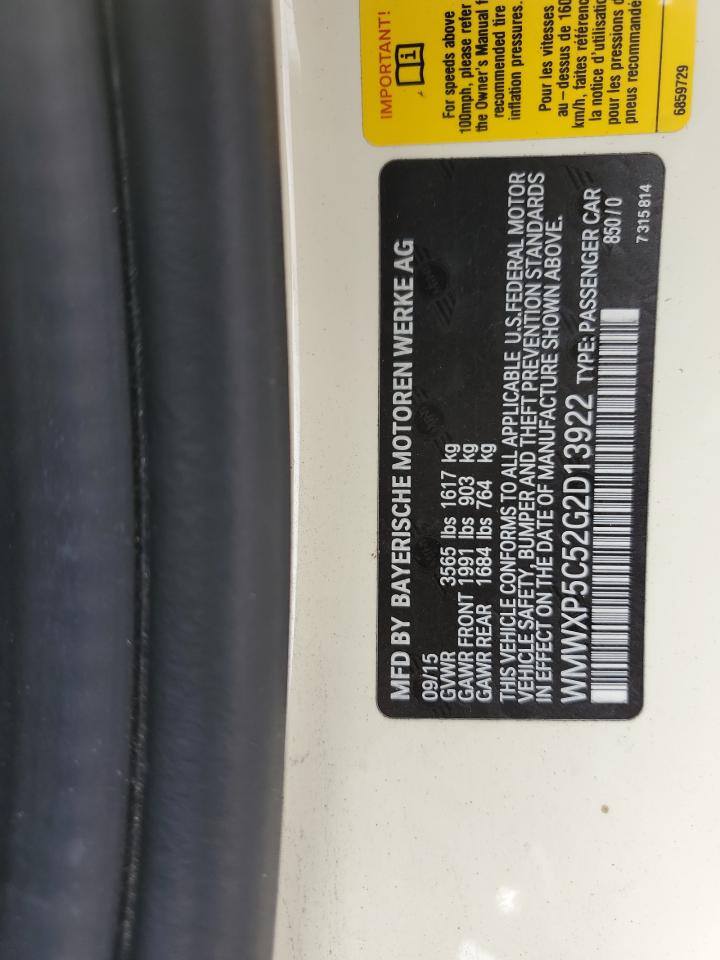 IMPORTANT!
For speeds above
100mph, please refer
the Owner's Manual f
recommended tire
inflation pressures.
Pour les vitesses
au-dessus de 160
km/h, faites référenc
la notice d'utilisatio
pour les pressions d
pneus recommandé
6859729
MFD BY BAYERISCHE MOTOREN WERKE AG
09/15
GVWR 3565 lbs 1617 kg
GAWR FRONT 1991 lbs 903 kg
GAWR REAR 1684 lbs 764 kg
THIS VEHICLE CONFORMS TO ALL APPLICABLE U.S.FEDERAL MOTOR
VEHICLE SAFETY, BUMPER AND THEFT PREVENTION STANDARDS
IN EFFECT ON THE DATE OF MANUFACTURE SHOWN ABOVE.
WMWXP5C52G2D13922 TYPE: PASSENGER CAR
850 / 0
7 315 814